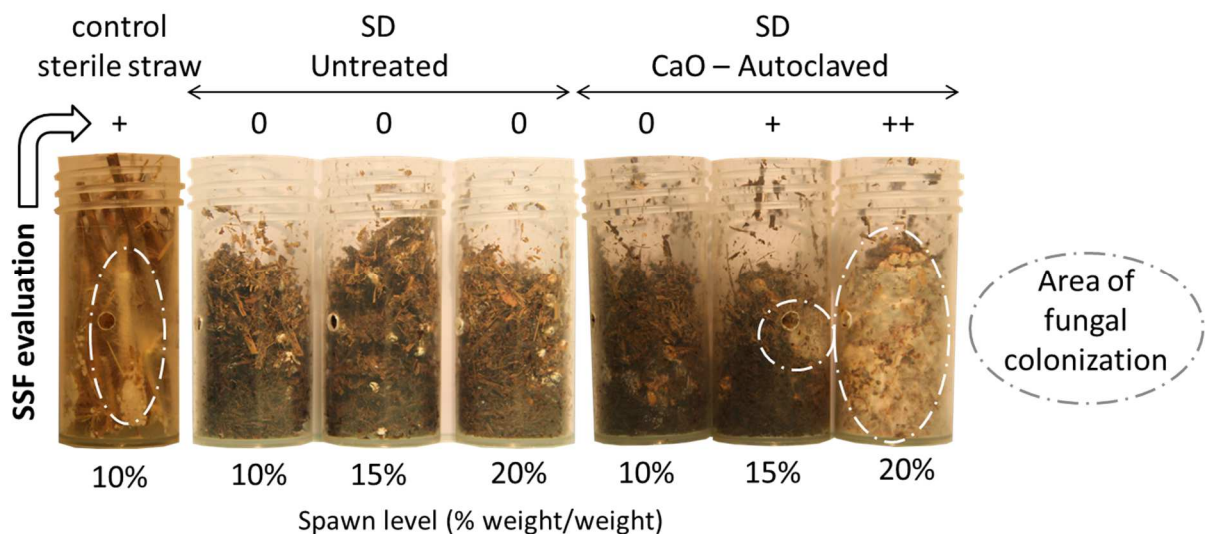 control
sterile straw
SD
Untreated
SD
CaO – Autoclaved
SSF evaluation
+ 0 0 0 0 + ++
Area of
fungal
colonization
10% 10% 15% 20% 10% 15% 20%
Spawn level (% weight/weight)